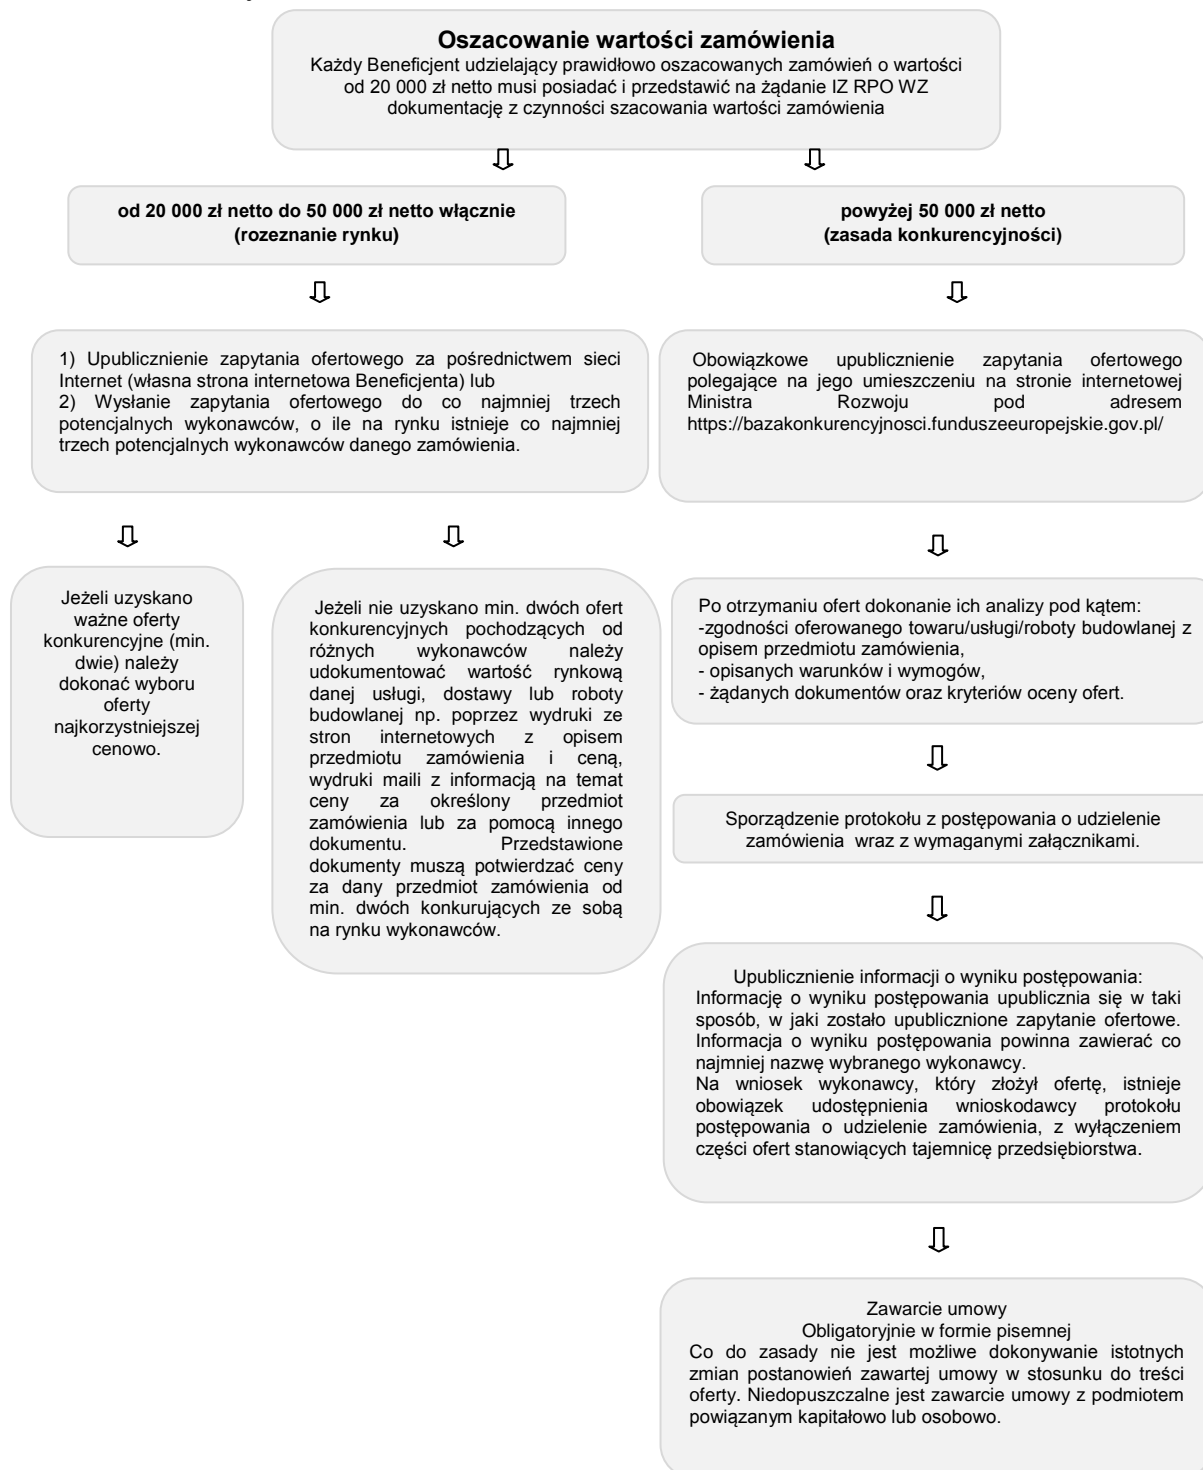 Oszacowanie wartości zamówienia
Każdy Beneficjent udzielający prawidłowo oszacowanych zamówień o wartości
od 20 000 zł netto musi posiadać i przedstawić na żądanie IZ RPO WZ
dokumentację z czynności szacowania wartości zamówienia
od 20 000 zł netto do 50 000 zł netto włącznie
(rozeznanie rynku)
powyżej 50 000 zł netto
(zasada konkurencyjności)
1) Upublicznienie zapytania ofertowego za pośrednictwem sieci
Internet (własna strona internetowa Beneficjenta) lub
2) Wysłanie zapytania ofertowego do co najmniej trzech
potencjalnych wykonawców, o ile na rynku istnieje co najmniej
trzech potencjalnych wykonawców danego zamówienia.
Obowiązkowe upublicznienie zapytania ofertowego
polegające na jego umieszczeniu na stronie internetowej
Ministra Rozwoju pod adresem
https://bazakonkurencyjnosci.funduszeeuropejskie.gov.pl/
Jeżeli uzyskano
ważne oferty
konkurencyjne (min.
dwie) należy
dokonać wyboru
oferty
najkorzystniejszej
cenowo.
Jeżeli nie uzyskano min. dwóch ofert
konkurencyjnych pochodzących od
różnych wykonawców należy
udokumentować wartość rynkową
danej usługi, dostawy lub roboty
budowlanej np. poprzez wydruki ze
stron internetowych z opisem
przedmiotu zamówienia i ceną,
wydruki maili z informacją na temat
ceny za określony przedmiot
zamówienia lub za pomocą innego
dokumentu. Przedstawione
dokumenty muszą potwierdzać ceny
za dany przedmiot zamówienia od
min. dwóch konkurujących ze sobą
na rynku wykonawców.
Po otrzymaniu ofert dokonanie ich analizy pod kątem:
-zgodności oferowanego towaru/usługi/roboty budowlanej z
opisem przedmiotu zamówienia,
- opisanych warunków i wymogów,
- żądanych dokumentów oraz kryteriów oceny ofert.
Sporządzenie protokołu z postępowania o udzielenie
zamówienia wraz z wymaganymi załącznikami.
Upublicznienie informacji o wyniku postępowania:
Informację o wyniku postępowania upublicznia się w taki
sposób, w jaki zostało upublicznione zapytanie ofertowe.
Informacja o wyniku postępowania powinna zawierać co
najmniej nazwę wybranego wykonawcy.
Na wniosek wykonawcy, który złożył ofertę, istnieje
obowiązek udostępnienia wnioskodawcy protokołu
postępowania o udzielenie zamówienia, z wyłączeniem
części ofert stanowiących tajemnicę przedsiębiorstwa.
Zawarcie umowy
Obligatoryjnie w formie pisemnej
Co do zasady nie jest możliwe dokonywanie istotnych
zmian postanowień zawartej umowy w stosunku do treści
oferty. Niedopuszczalne jest zawarcie umowy z podmiotem
powiązanym kapitałowo lub osobowo.